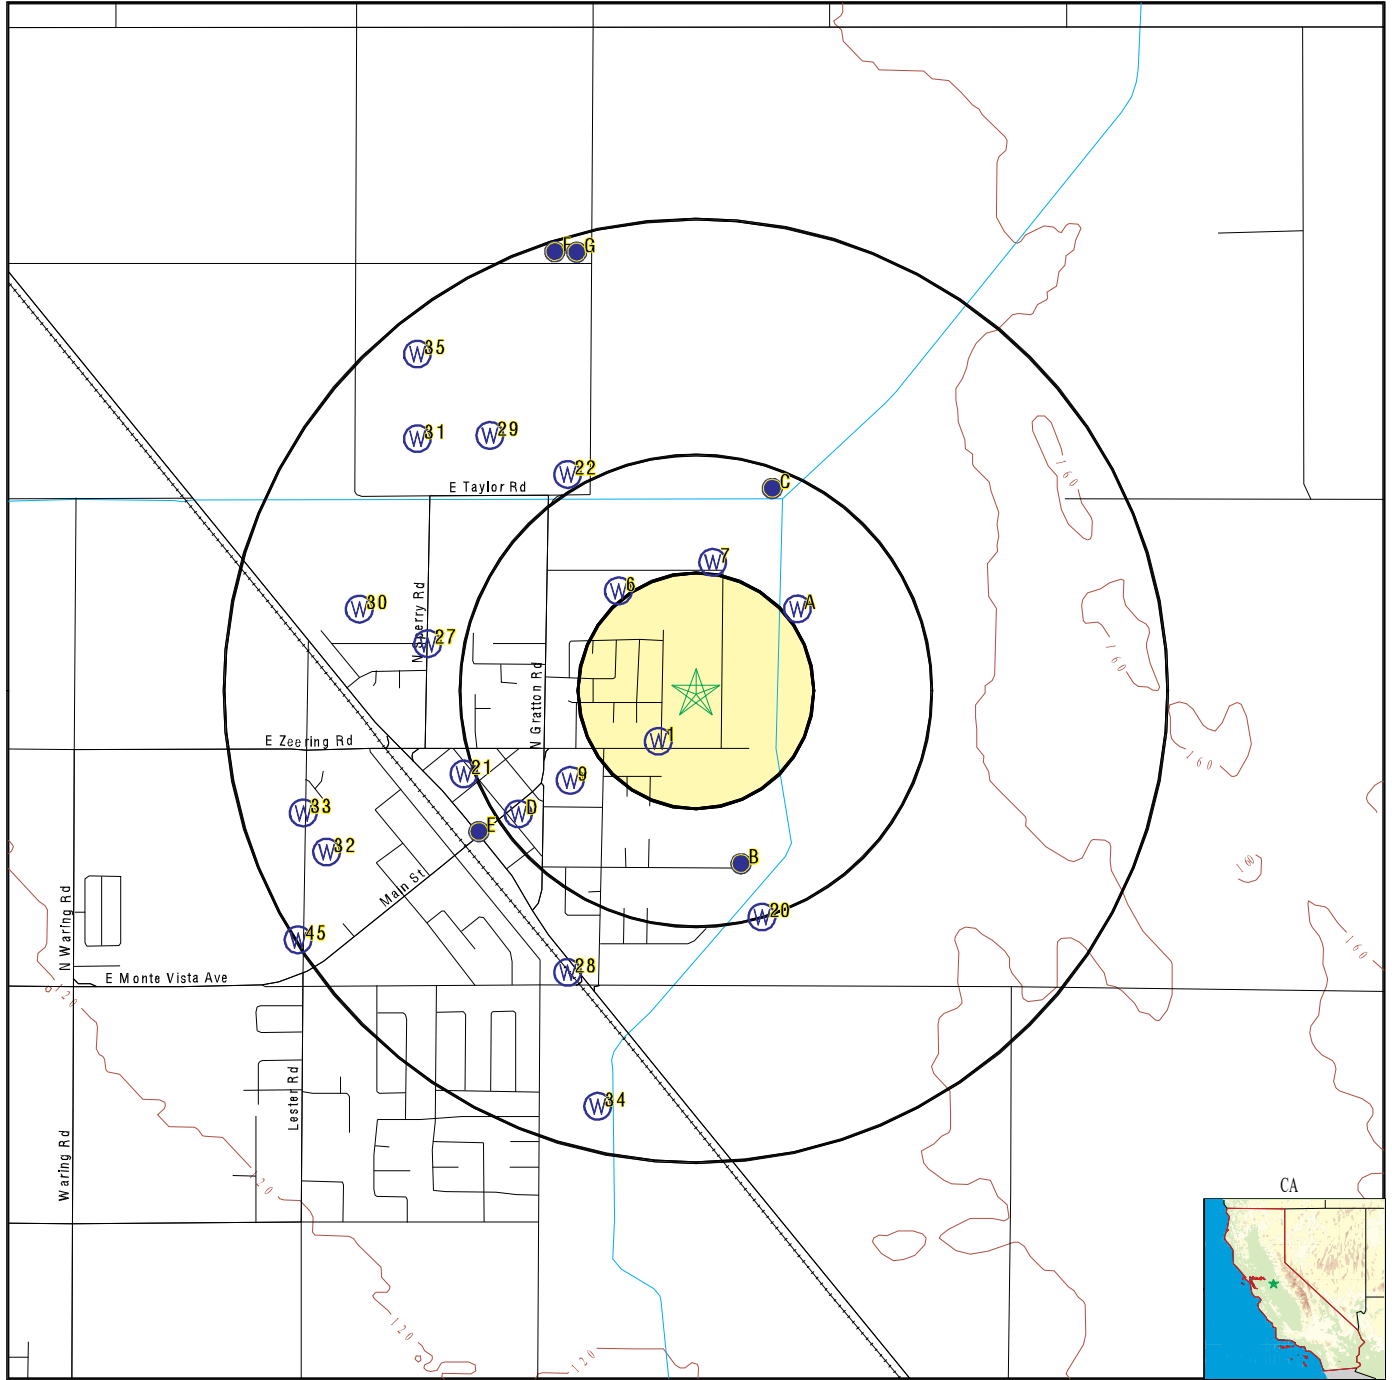 F
G
W 35
W 31
W 29
W 22
E Taylor Rd
C
160
W 7
W 6
W A
W 30
N Sperry Rd
W 27
160
N Gratton Rd
E Zeering Rd
W 1
160
W 21
W 9
W 33
W D
E
W 32
B
160
Main St
W 20
160
N Waring Rd
W 45
W 28
E Monte Vista Ave
120
Lester Rd
W 34
Waring Rd
120
CA
120
120